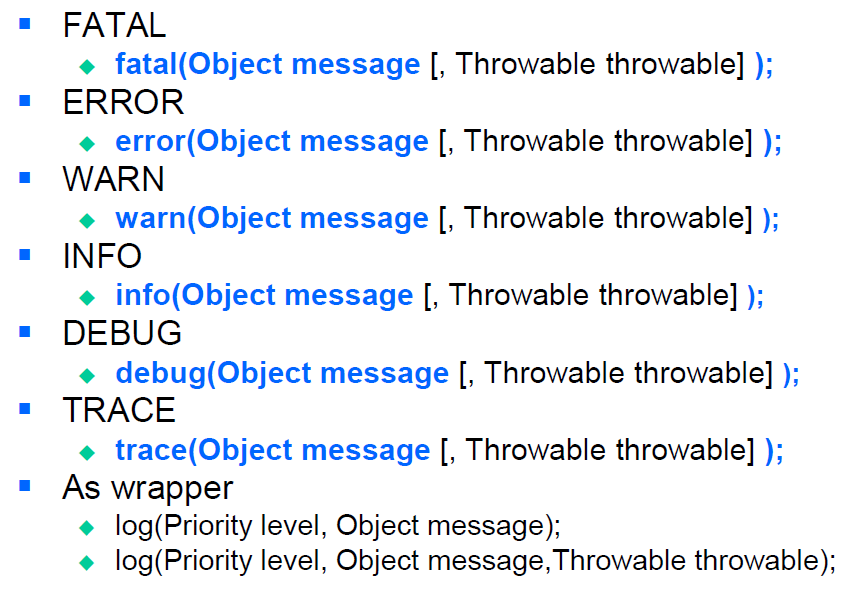 FATAL
fatal(Object message [, Throwable throwable] );
ERROR
error(Object message [, Throwable throwable] );
WARN
warn(Object message [, Throwable throwable] );
INFO
info(Object message [, Throwable throwable] );
DEBUG
debug(Object message [, Throwable throwable] );
TRACE
trace(Object message [, Throwable throwable] );
As wrapper
log(Priority level, Object message);
log(Priority level, Object message,Throwable throwable);